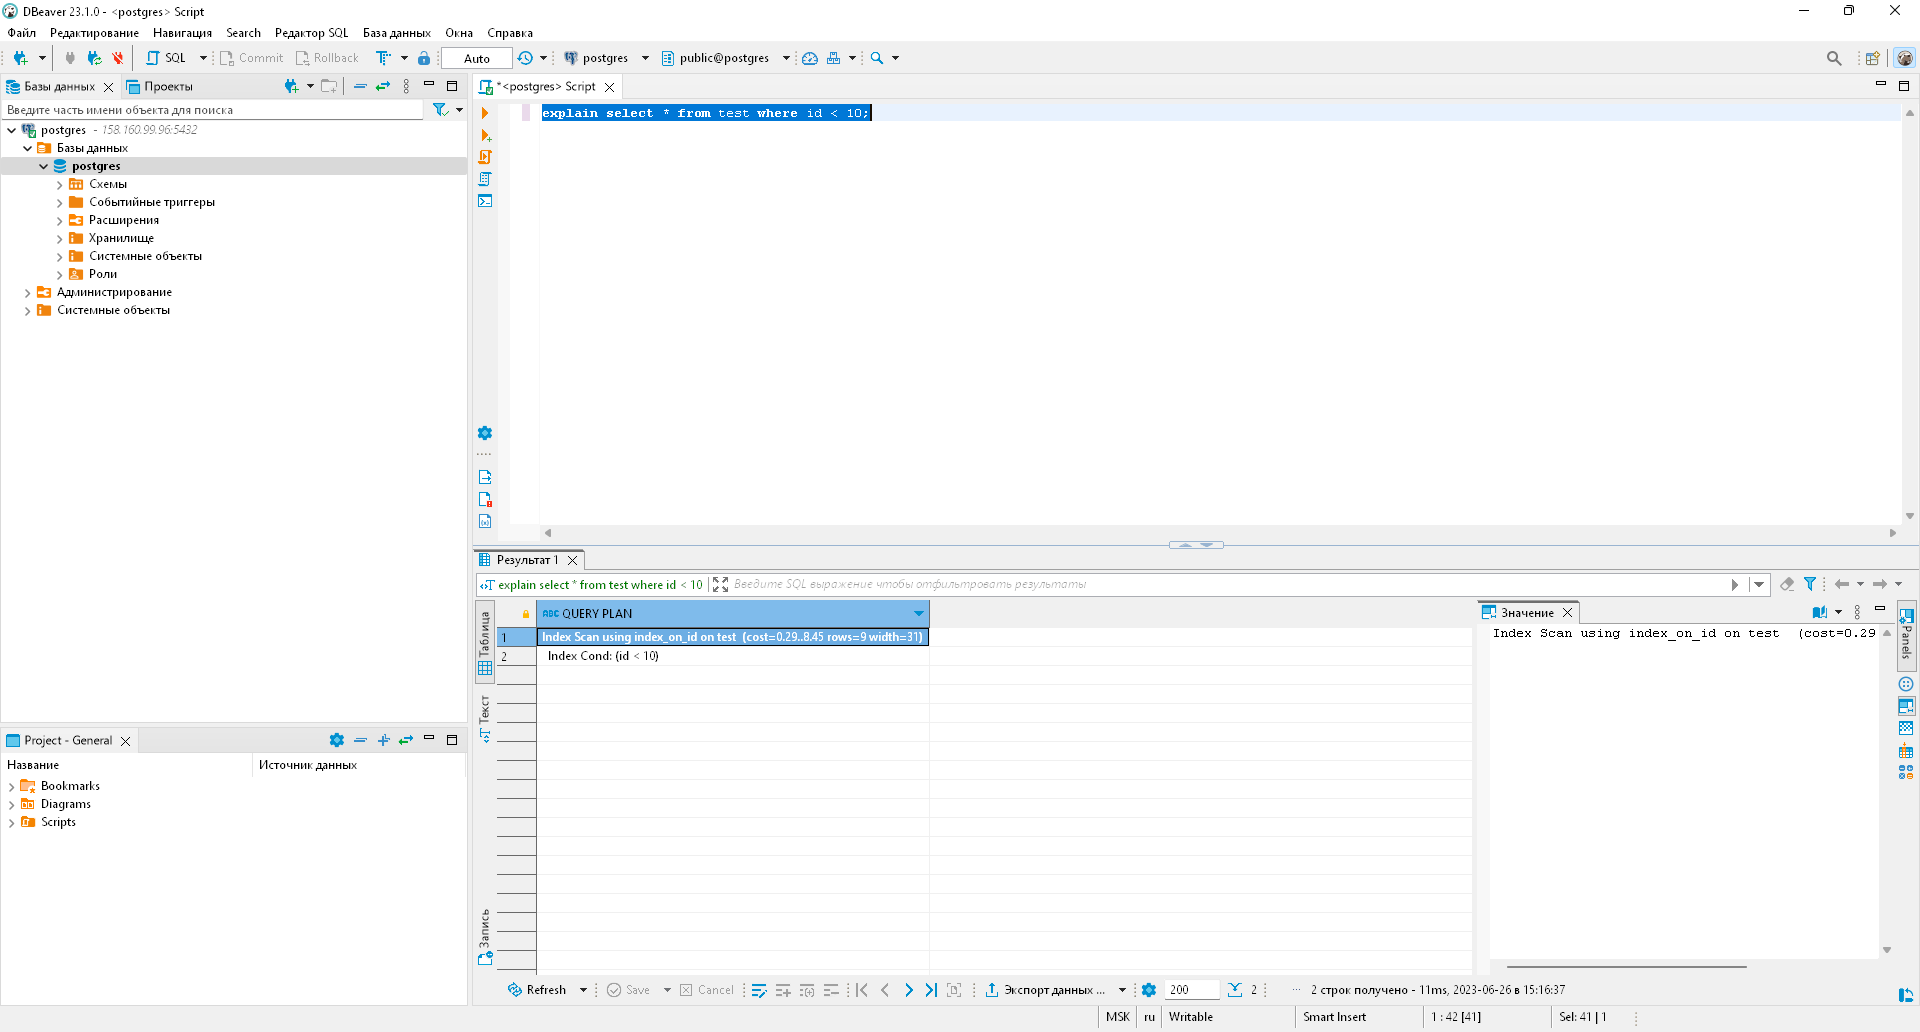 DBeaver 23.1.0 - <postgres> Script
Файл Редактирование Навигация Search Редактор SQL База данных Окна Справка
SQL Commit Rollback Auto postgres public@postgres
Базы данных Проекты
Введите часть имени объекта для поиска
postgres - 158.160.99.96:5432
Базы данных
postgres
Схемы
Событийные триггеры
Расширения
Хранилище
Системные объекты
Роли
Администрирование
Системные объекты
Project - General
Название Источник данных
Bookmarks
Diagrams
Scripts
*<postgres> Script
explain select * from test where id < 10;
Результат 1
explain select * from test where id < 10 Введите SQL выражение чтобы отфильтровать результаты
Таблица
Текст
Запись
ABC QUERY PLAN
1 Index Scan using index_on_id on test (cost=0.29..8.45 rows=9 width=31)
2 Index Cond: (id < 10)
Значение
Index Scan using index_on_id on test (cost=0.29
Panels
Refresh Save Cancel Экспорт данных ... 200 2 2 строк получено - 11ms, 2023-06-26 в 15:16:37
MSK ru Writable Smart Insert 1 : 42 [41] Sel: 41 | 1